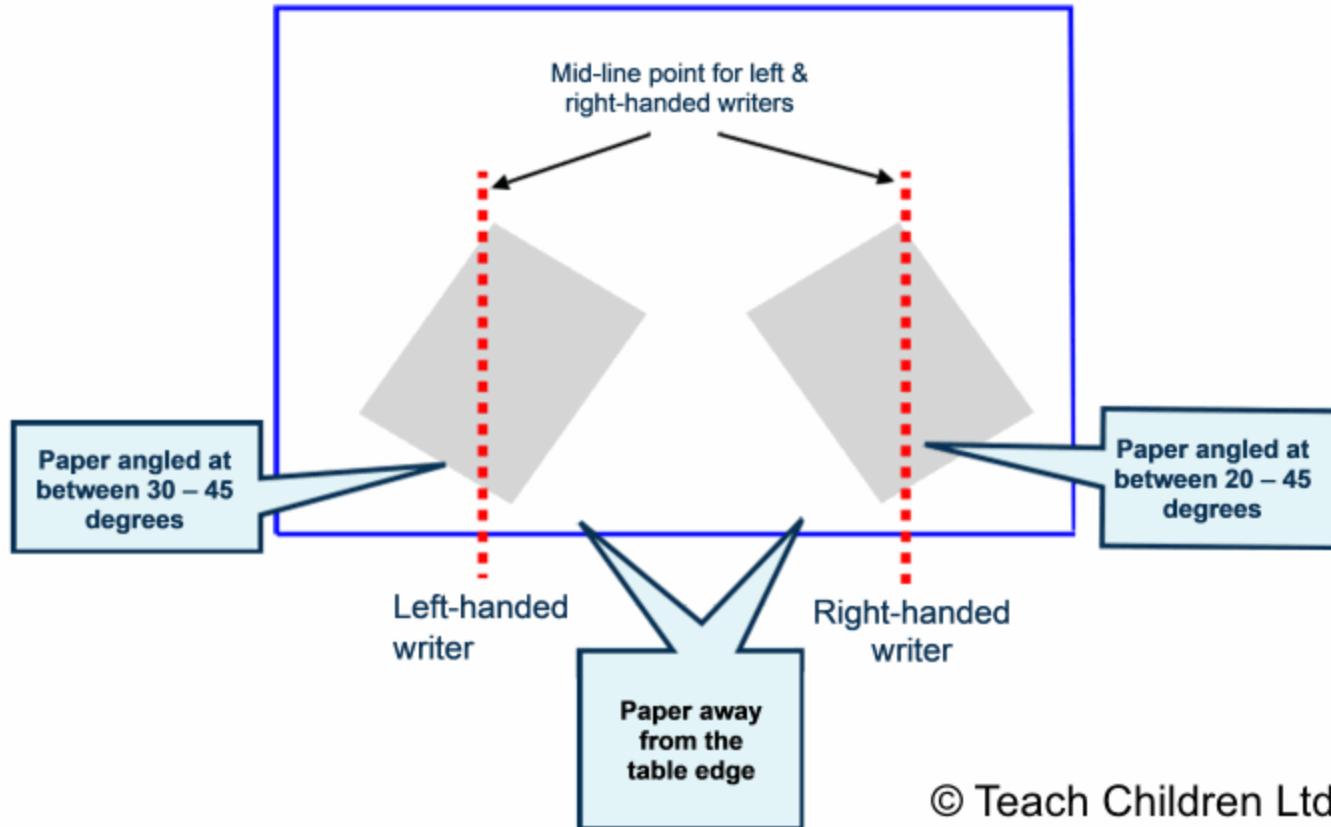 Mid-line point for left &
right-handed writers
Paper angled at
between 30 – 45
degrees
Paper angled at
between 20 – 45
degrees
Left-handed
writer
Right-handed
writer
Paper away
from the
table edge
© Teach Children Ltd